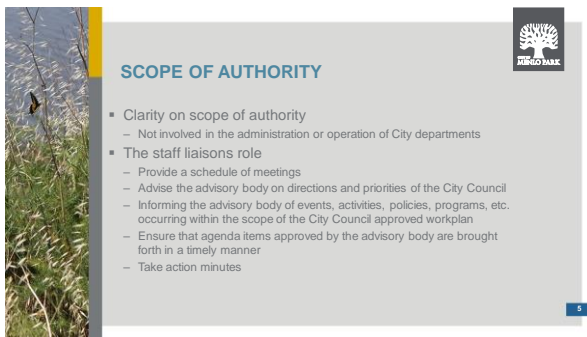 CITY OF
MENLO PARK
SCOPE OF AUTHORITY
▪ Clarity on scope of authority
– Not involved in the administration or operation of City departments
▪ The staff liaisons role
– Provide a schedule of meetings
– Advise the advisory body on directions and priorities of the City Council
– Informing the advisory body of events, activities, policies, programs, etc.
occurring within the scope of the City Council approved workplan
– Ensure that agenda items approved by the advisory body are brought
forth in a timely manner
– Take action minutes
5